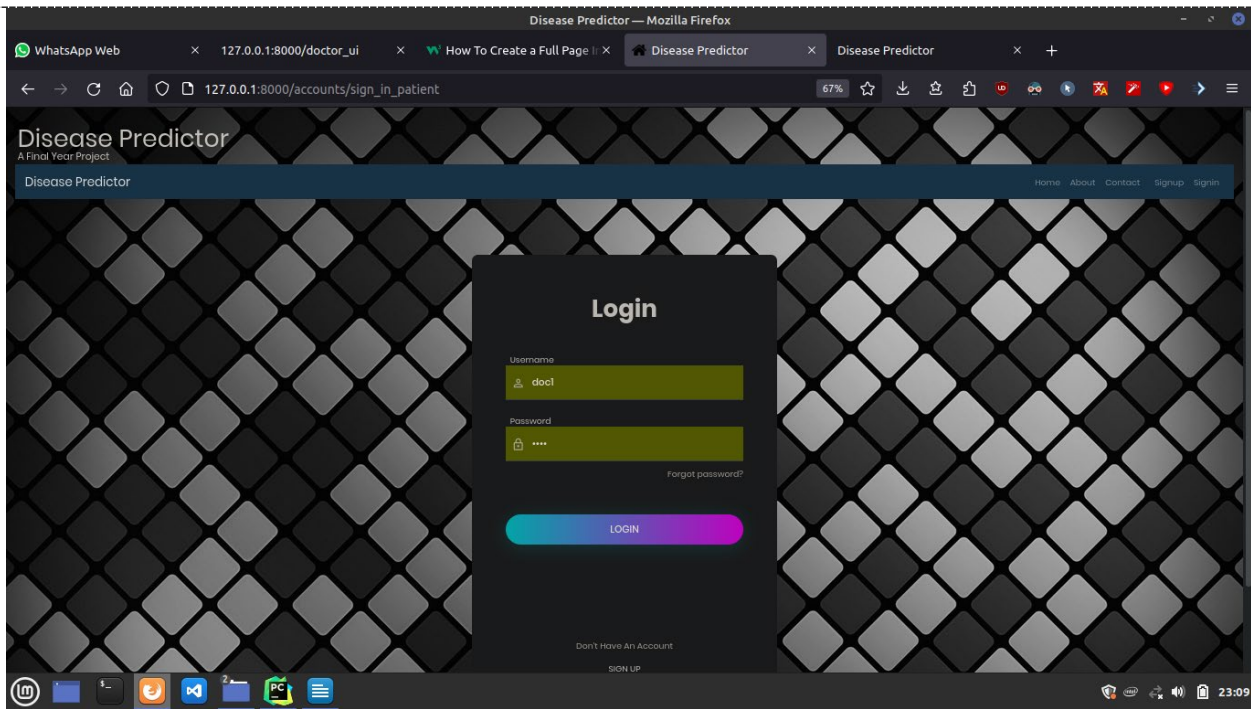 Disease Predictor — Mozilla Firefox
WhatsApp Web
127.0.0.1:8000/doctor_ui
How To Create a Full Page I
Disease Predictor
Disease Predictor
127.0.0.1:8000/accounts/sign_in_patient
67%
Disease Predictor
A Final Year Project
Disease Predictor
Home About Contact Signup Signin
Login
Username
doc1
Password
••••
Forgot password?
LOGIN
Don't Have An Account
SIGN UP
2
PC
23:09